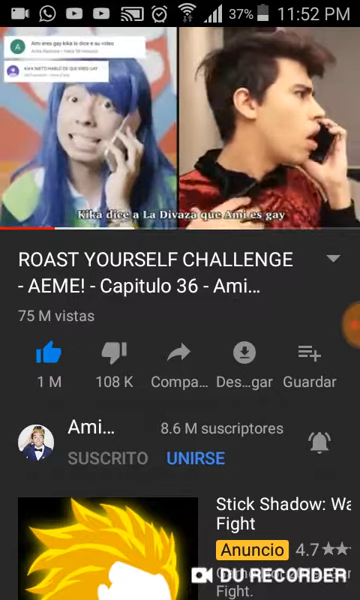 37% 11:52 PM
Kika dice a La Divaza que Ami es gay
ROAST YOURSELF CHALLENGE
- AEME! - Capitulo 36 - Ami...
75 M vistas
1 M
108 K
Compa...
Des...gar
Guardar
Ami...
8.6 M suscriptores
SUSCRITO
UNIRSE
Stick Shadow: Wa
Fight
Anuncio 4.7
DU RECORDER
Fight.